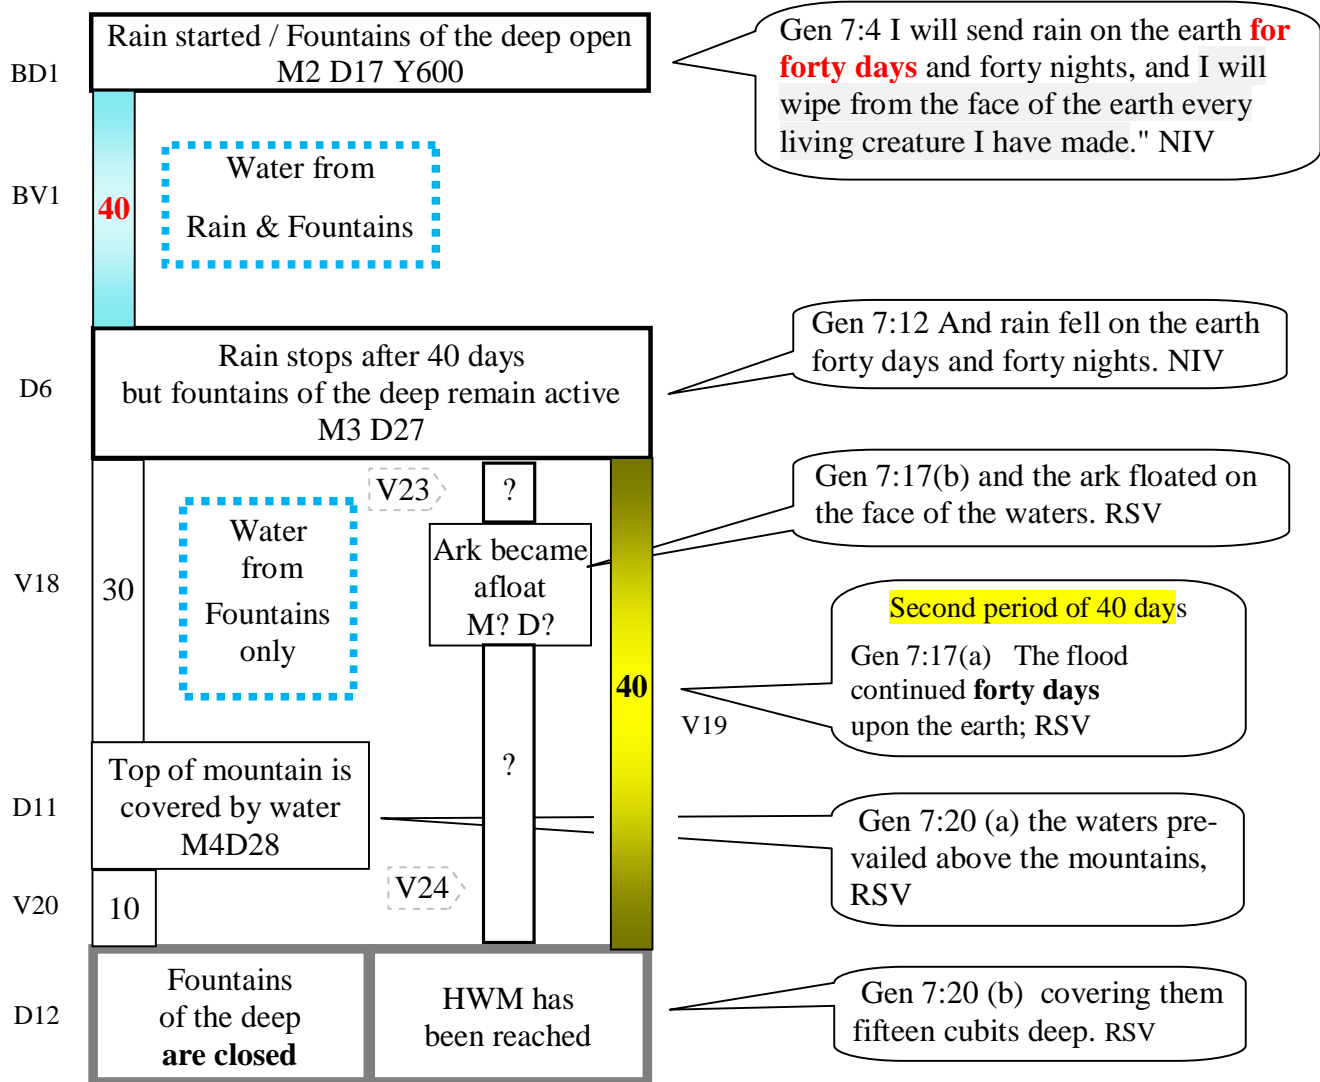 Rain started / Fountains of the deep open
M2 D17 Y600
BD1
Gen 7:4 I will send rain on the earth for
forty days and forty nights, and I will
wipe from the face of the earth every
living creature I have made." NIV
BV1
40
Water from
Rain & Fountains
D6
Rain stops after 40 days
but fountains of the deep remain active
M3 D27
Gen 7:12 And rain fell on the earth
forty days and forty nights. NIV
V23
?
Gen 7:17(b) and the ark floated on
the face of the waters. RSV
V18
30
Water
from
Fountains
only
Ark became
afloat
M? D?
40
Second period of 40 days
Gen 7:17(a) The flood
continued forty days
upon the earth; RSV
V19
?
D11
Top of mountain is
covered by water
M4D28
Gen 7:20 (a) the waters pre-
vailed above the mountains,
RSV
V20
10
V24
D12
Fountains
of the deep
are closed
HWM has
been reached
Gen 7:20 (b) covering them
fifteen cubits deep. RSV